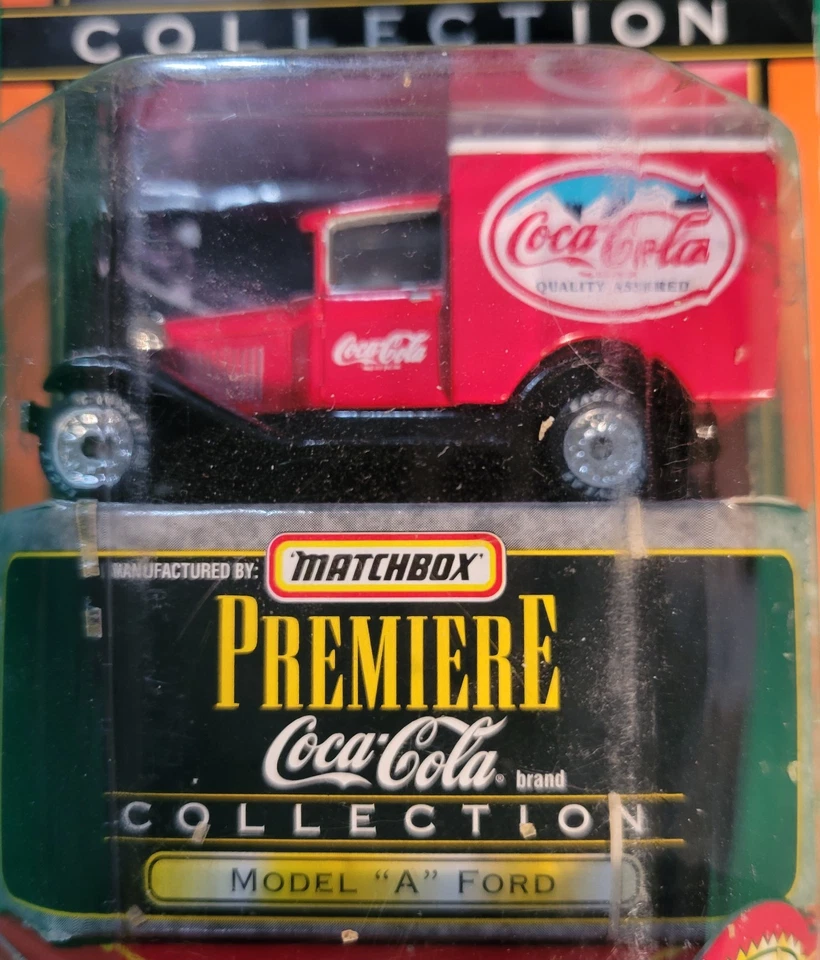 COLLECTION
Coca-Cola
QUALITY ASSURED
Coca-Cola
MANUFACTURED BY: "MATCHBOX"
PREMIERE
Coca-Cola® brand
COLLECTION
MODEL “A” FORD